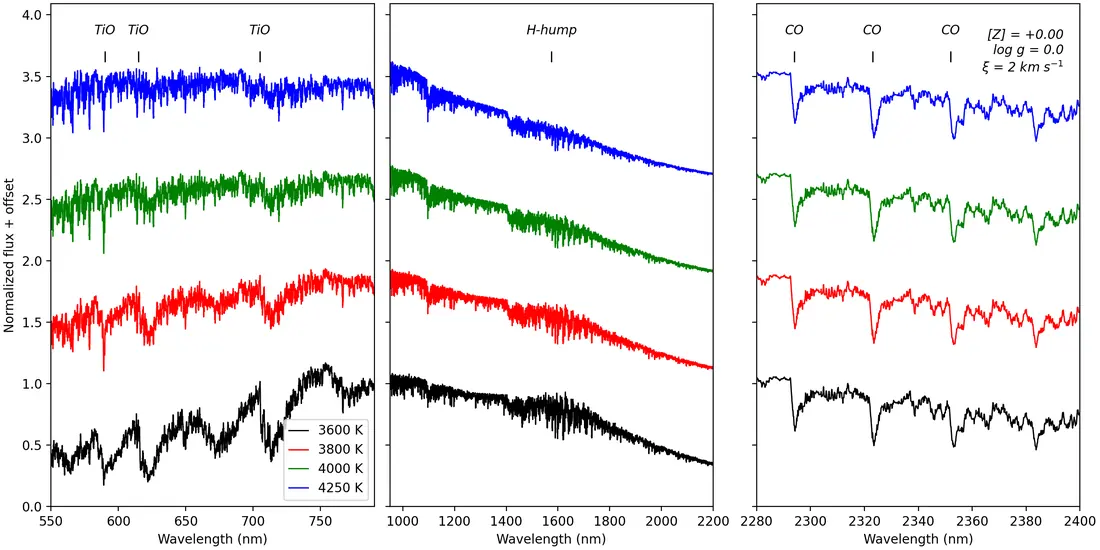 TiO TiO TiO
H-hump
CO CO CO
[Z] = +0.00
log g = 0.0
ξ = 2 km s⁻¹
Normalized flux + offset
4.0
3.5
3.0
2.5
2.0
1.5
1.0
0.5
0.0
3600 K
3800 K
4000 K
4250 K
550 600 650 700 750
1000 1200 1400 1600 1800 2000 2200
2280 2300 2320 2340 2360 2380 2400
Wavelength (nm)
Wavelength (nm)
Wavelength (nm)